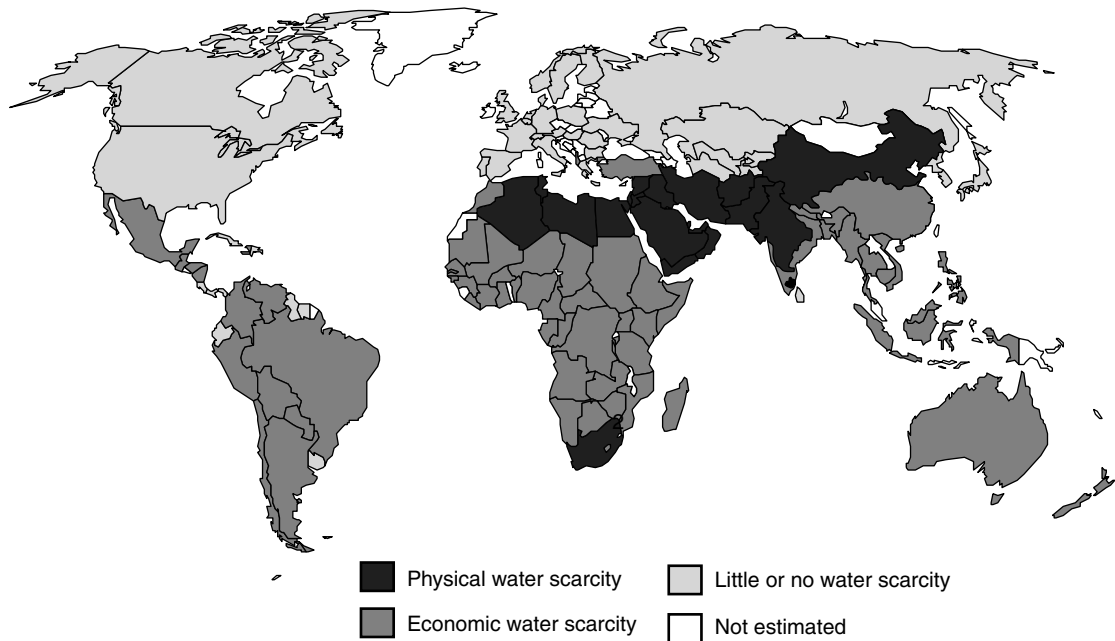 Physical water scarcity
Little or no water scarcity
Economic water scarcity
Not estimated